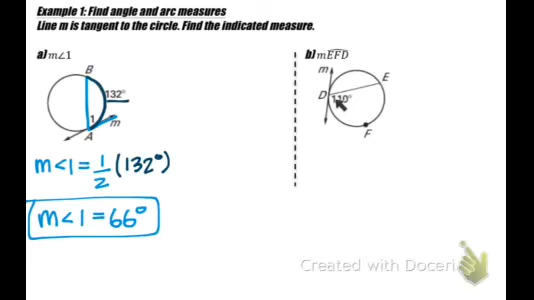 Example 1: Find angle and arc measures
Line m is tangent to the circle. Find the indicated measure.
a) m∠1
B
132°
1
m
A
m<1 = 1/2 (132°)
m<1 = 66°
b) mEFD
m
E
D
110°
F
Created with Doceri